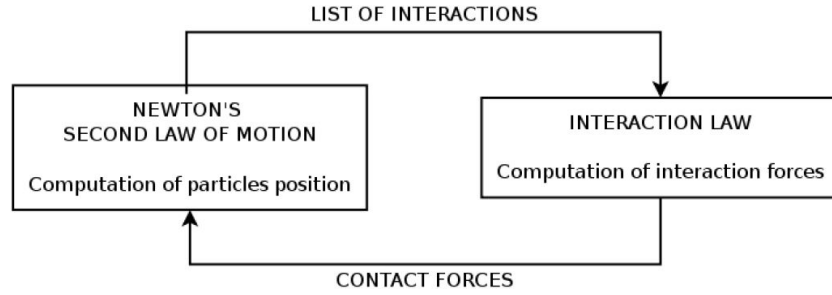 LIST OF INTERACTIONS
NEWTON'S
SECOND LAW OF MOTION
Computation of particles position
INTERACTION LAW
Computation of interaction forces
CONTACT FORCES